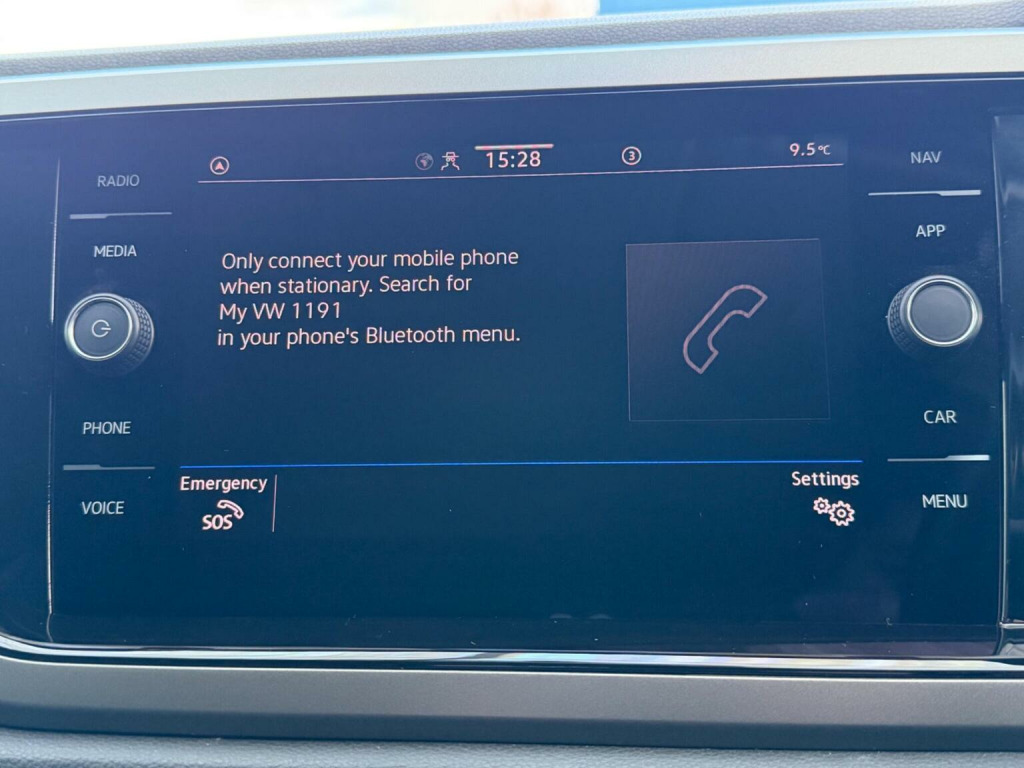 15:28
3
9.5°C
RADIO
MEDIA
PHONE
VOICE
Only connect your mobile phone
when stationary. Search for
My VW 1191
in your phone's Bluetooth menu.
Emergency
SOS
Settings
NAV
APP
CAR
MENU